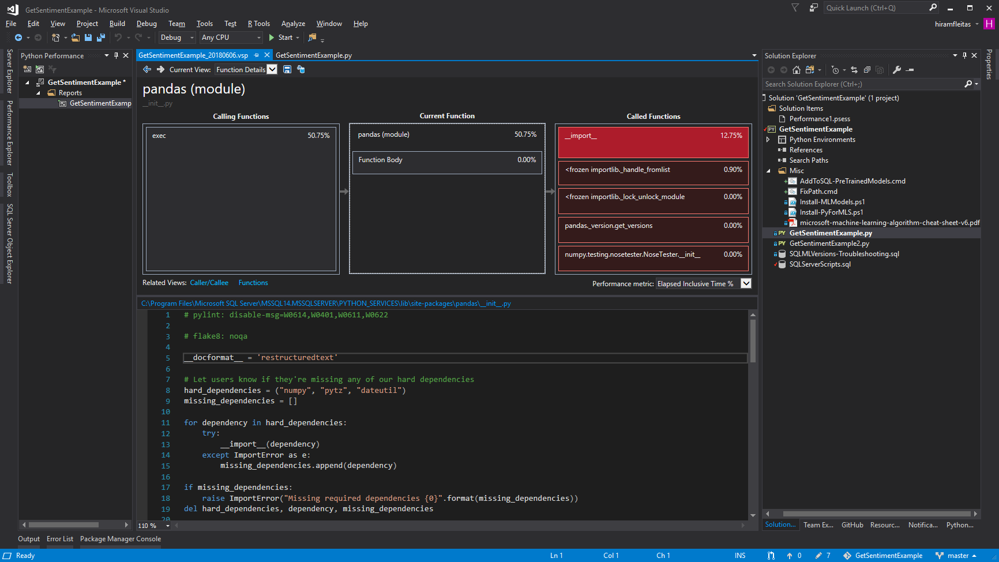 GetSentimentExample - Microsoft Visual Studio
Quick Launch (Ctrl+Q)
File Edit View Project Build Debug Team Tools Test R Tools Analyze Window Help
hiramfleitas H
Debug Any CPU Start
Server Explorer
Performance Explorer
Toolbox
SQL Server Object Explorer
Python Performance
GetSentimentExample *
Reports
GetSentimentExamp
GetSentimentExample_20180606.vsp GetSentimentExample.py
Current View: Function Details
pandas (module)
__init__.py
Calling Functions
exec 50.75%
Current Function
pandas (module) 50.75%
Function Body 0.00%
Called Functions
__import__ 12.75%
<frozen importlib._handle_fromlist 0.90%
<frozen importlib._lock_unlock_module 0.00%
pandas._version.get_versions 0.00%
numpy.testing.nosetester.NoseTester.__init__ 0.00%
Related Views: Caller/Callee Functions
Performance metric: Elapsed Inclusive Time %
C:\Program Files\Microsoft SQL Server\MSSQL14.MSSQLSERVER\PYTHON_SERVICES\lib\site-packages\pandas\__init__.py
1 # pylint: disable-msg=W0614,W0401,W0611,W0622
2
3 # flake8: noqa
4
5 __docformat__ = 'restructuredtext'
6
7 # Let users know if they're missing any of our hard dependencies
8 hard_dependencies = ("numpy", "pytz", "dateutil")
9 missing_dependencies = []
10
11 for dependency in hard_dependencies:
12 try:
13 __import__(dependency)
14 except ImportError as e:
15 missing_dependencies.append(dependency)
16
17 if missing_dependencies:
18 raise ImportError("Missing required dependencies {0}".format(missing_dependencies))
19 del hard_dependencies, dependency, missing_dependencies
20
110 %
Solution Explorer
Search Solution Explorer (Ctrl+;)
Solution 'GetSentimentExample' (1 project)
Solution Items
Performance1.psess
PY GetSentimentExample
Python Environments
References
Search Paths
Misc
AddToSQL-PreTrainedModels.cmd
FixPath.cmd
Install-MLModels.ps1
Install-PyForMLS.ps1
microsoft-machine-learning-algorithm-cheat-sheet-v6.pdf
PY GetSentimentExample.py
PY GetSentimentExample2.py
SQLMLVersions-Troubleshooting.sql
SQLServerScripts.sql
Solution... Team Ex... GitHub Resourc... Notifica... Python...
Properties
Output Error List Package Manager Console
Ready Ln 1 Col 1 Ch 1 INS 0 7 GetSentimentExample master